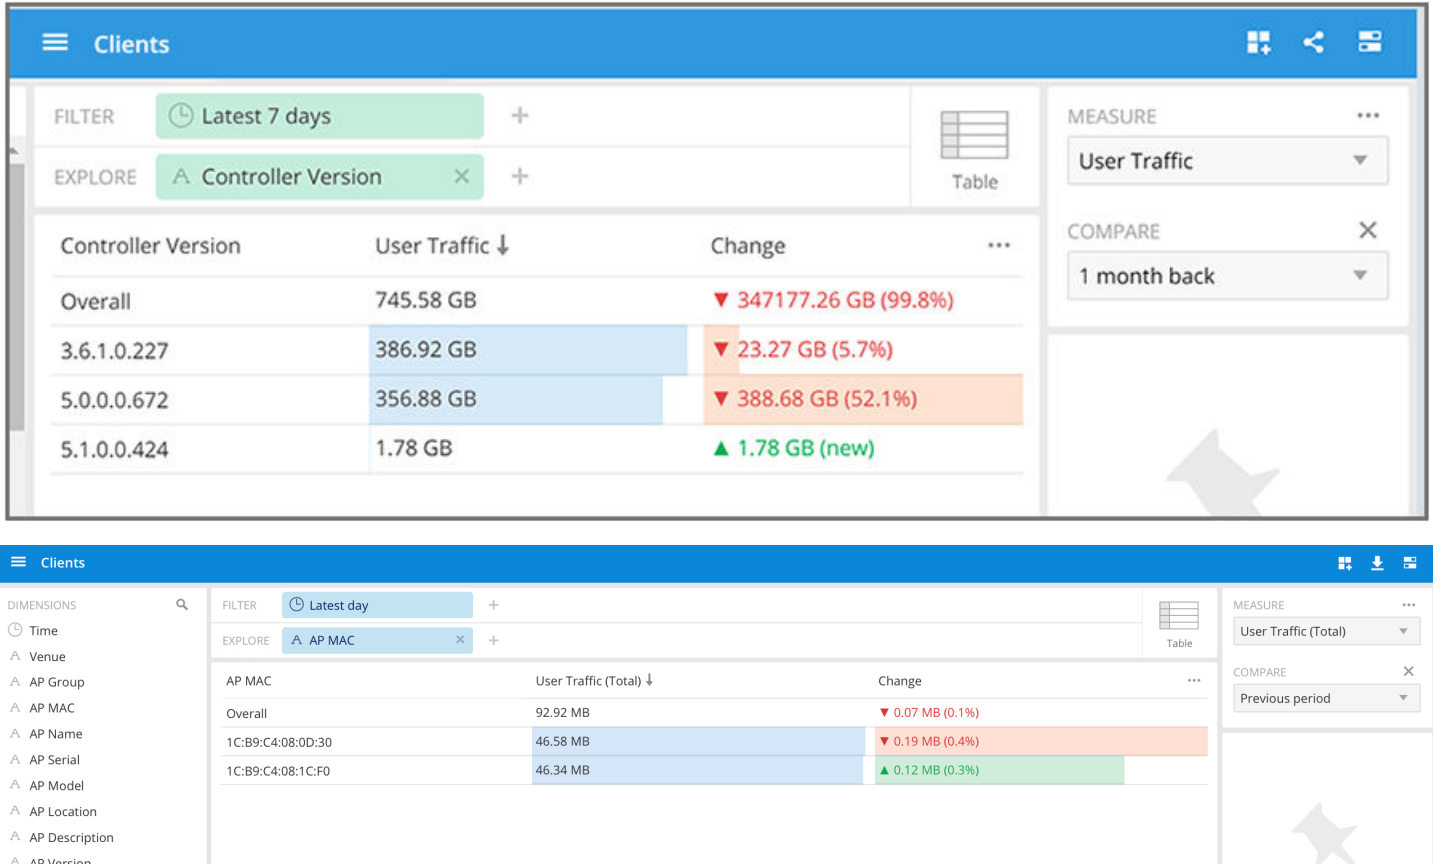 Clients
FILTER Latest 7 days +
EXPLORE A Controller Version × +
Table
MEASURE ...
User Traffic
COMPARE ×
1 month back
Controller Version User Traffic ↓ Change ...
Overall 745.58 GB ▼ 347177.26 GB (99.8%)
3.6.1.0.227 386.92 GB ▼ 23.27 GB (5.7%)
5.0.0.0.672 356.88 GB ▼ 388.68 GB (52.1%)
5.1.0.0.424 1.78 GB ▲ 1.78 GB (new)
Clients
DIMENSIONS
Time
A Venue
A AP Group
A AP MAC
A AP Name
A AP Serial
A AP Model
A AP Location
A AP Description
A AP Version
FILTER Latest day +
EXPLORE A AP MAC × +
Table
MEASURE ...
User Traffic (Total)
COMPARE ×
Previous period
AP MAC User Traffic (Total) ↓ Change ...
Overall 92.92 MB ▼ 0.07 MB (0.1%)
1C:B9:C4:08:0D:30 46.58 MB ▼ 0.19 MB (0.4%)
1C:B9:C4:08:1C:F0 46.34 MB ▲ 0.12 MB (0.3%)